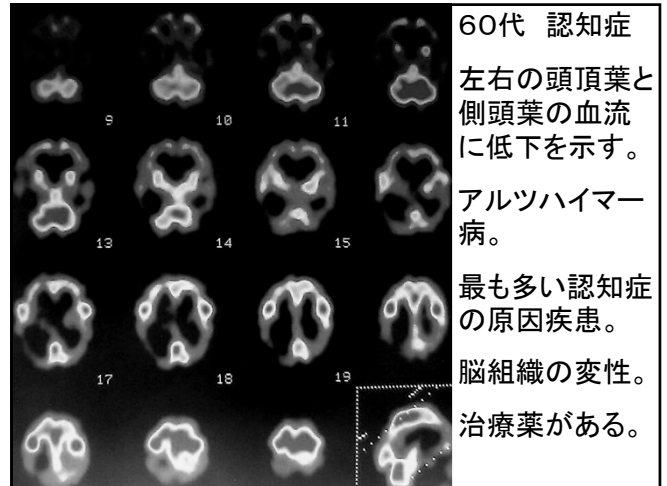 60代 認知症
左右の頭頂葉と
側頭葉の血流
に低下を示す。
アルツハイマー
病。
最も多い認知症
の原因疾患。
脳組織の変性。
治療薬がある。
9 10 11
13 14 15
17 18 19